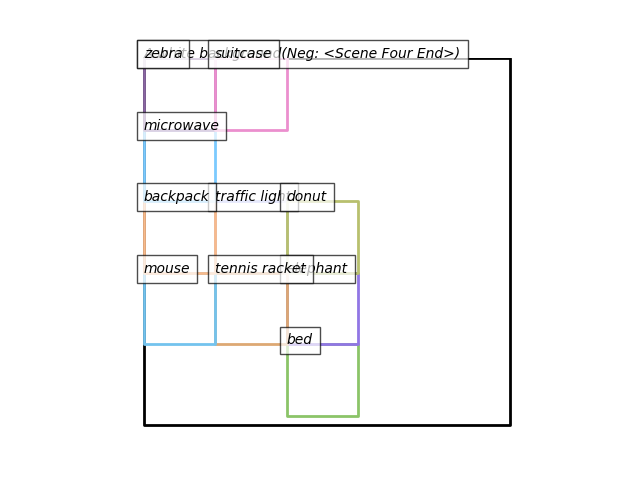 zebra
suitcase
(Neg: <Scene Four End>)
microwave
backpack
traffic light
donut
mouse
tennis racket
elephant
bed